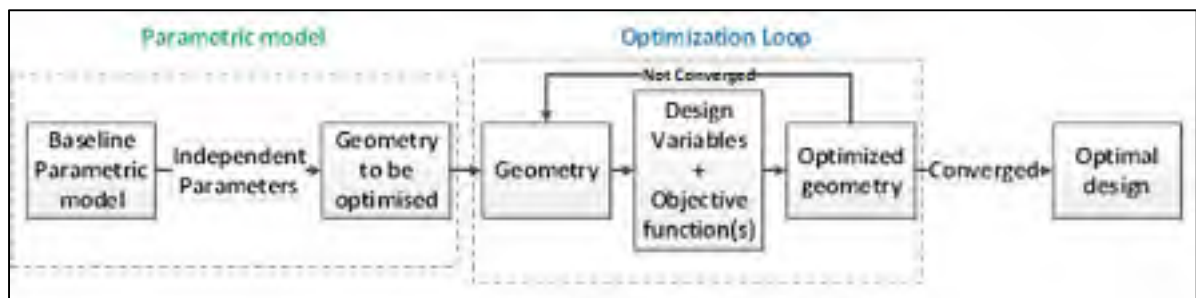 Parametric model
Optimization Loop
Not Converged
Baseline
Parametric
model
Independent
Parameters
Geometry
to be
optimised
Geometry
Design
Variables
+
Objective
function(s)
Optimized
geometry
Converged
Optimal
design